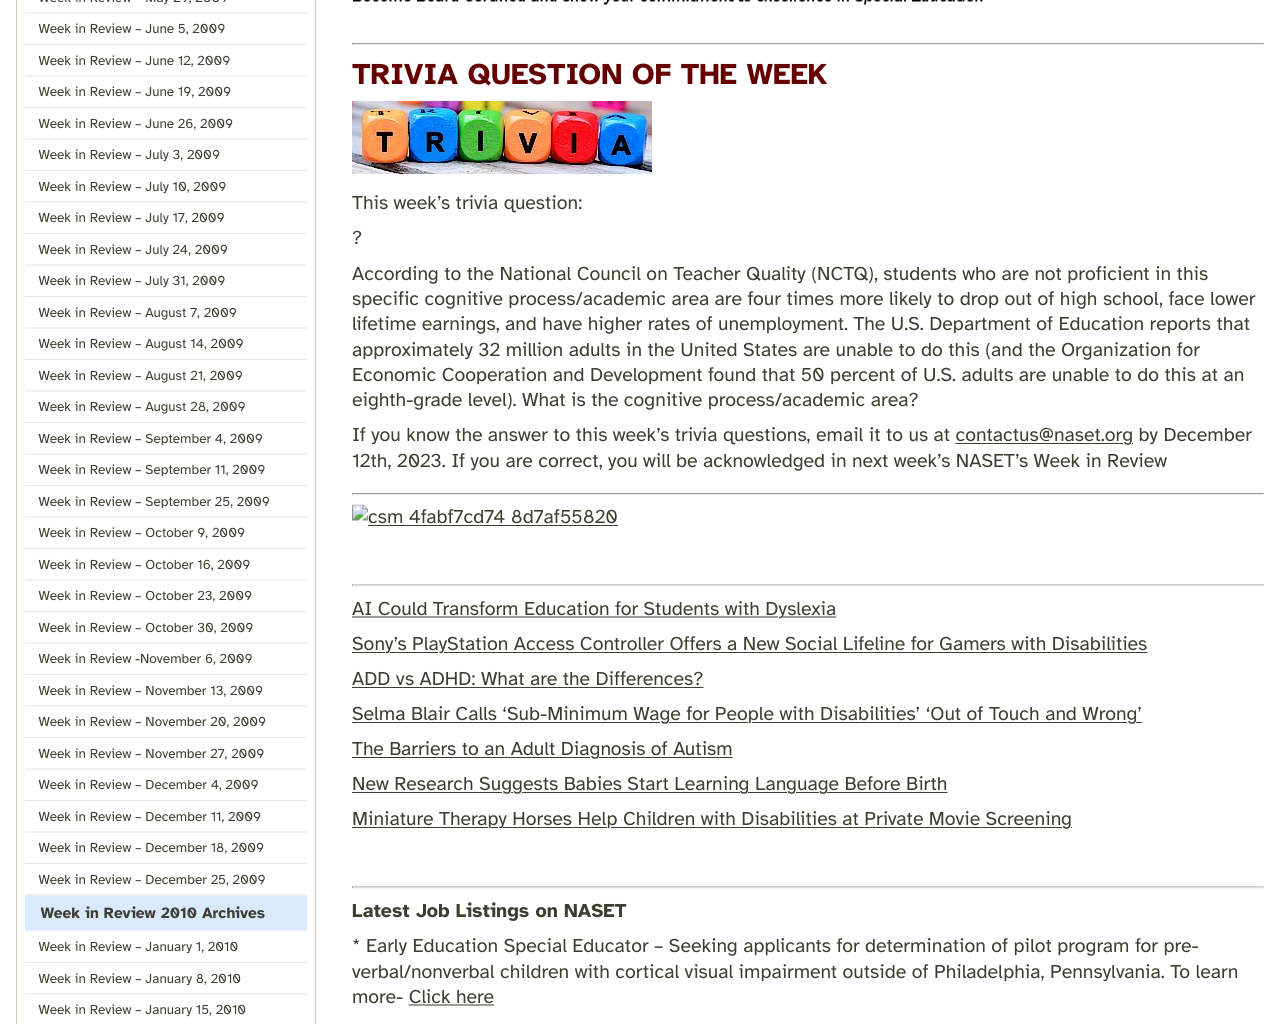 Week in Review – May 29, 2009
Week in Review – June 5, 2009
Week in Review – June 12, 2009
Week in Review – June 19, 2009
Week in Review – June 26, 2009
Week in Review – July 3, 2009
Week in Review – July 10, 2009
Week in Review – July 17, 2009
Week in Review – July 24, 2009
Week in Review – July 31, 2009
Week in Review – August 7, 2009
Week in Review – August 14, 2009
Week in Review – August 21, 2009
Week in Review – August 28, 2009
Week in Review – September 4, 2009
Week in Review – September 11, 2009
Week in Review – September 25, 2009
Week in Review – October 9, 2009
Week in Review – October 16, 2009
Week in Review – October 23, 2009
Week in Review – October 30, 2009
Week in Review -November 6, 2009
Week in Review – November 13, 2009
Week in Review – November 20, 2009
Week in Review – November 27, 2009
Week in Review – December 4, 2009
Week in Review – December 11, 2009
Week in Review – December 18, 2009
Week in Review – December 25, 2009
Week in Review 2010 Archives
Week in Review – January 1, 2010
Week in Review – January 8, 2010
Week in Review – January 15, 2010
Become Board Certified and show your commitment to excellence in Special Education
TRIVIA QUESTION OF THE WEEK
TRIVIA
This week’s trivia question:
?
According to the National Council on Teacher Quality (NCTQ), students who are not proficient in this
specific cognitive process/academic area are four times more likely to drop out of high school, face lower
lifetime earnings, and have higher rates of unemployment. The U.S. Department of Education reports that
approximately 32 million adults in the United States are unable to do this (and the Organization for
Economic Cooperation and Development found that 50 percent of U.S. adults are unable to do this at an
eighth-grade level). What is the cognitive process/academic area?
If you know the answer to this week’s trivia questions, email it to us at contactus@naset.org by December
12th, 2023. If you are correct, you will be acknowledged in next week’s NASET’s Week in Review
csm 4fabf7cd74 8d7af55820
AI Could Transform Education for Students with Dyslexia
Sony’s PlayStation Access Controller Offers a New Social Lifeline for Gamers with Disabilities
ADD vs ADHD: What are the Differences?
Selma Blair Calls ‘Sub-Minimum Wage for People with Disabilities’ ‘Out of Touch and Wrong’
The Barriers to an Adult Diagnosis of Autism
New Research Suggests Babies Start Learning Language Before Birth
Miniature Therapy Horses Help Children with Disabilities at Private Movie Screening
Latest Job Listings on NASET
* Early Education Special Educator – Seeking applicants for determination of pilot program for pre-
verbal/nonverbal children with cortical visual impairment outside of Philadelphia, Pennsylvania. To learn
more- Click here